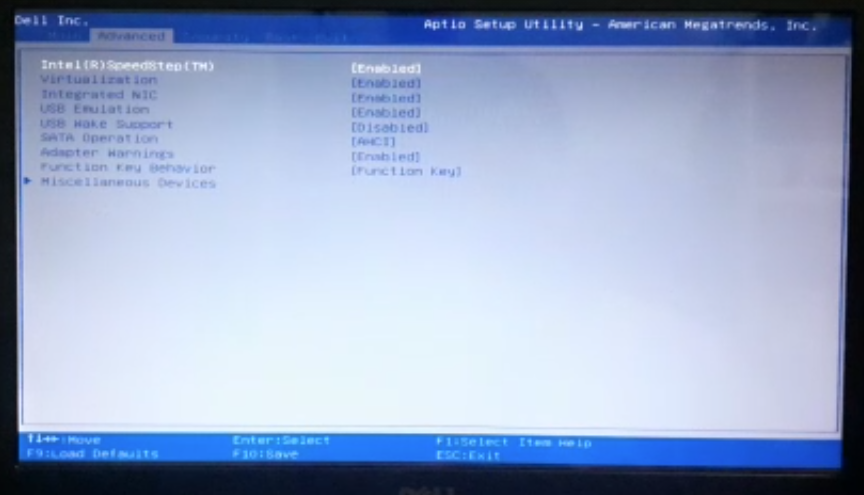 Dell Inc.
Aptio Setup Utility - American Megatrends, Inc.
Main Advanced Security Boot Exit
Intel(R)SpeedStep(TM) [Enabled]
Virtualization [Enabled]
Integrated NIC [Enabled]
USB Emulation [Enabled]
USB Wake Support [Disabled]
SATA Operation [AHCI]
Adapter Warnings [Enabled]
Function Key Behavior [Function Key]
Miscellaneous Devices
↑↓→←:Move Enter:Select F1:Select Item Help
F9:Load Defaults F10:Save ESC:Exit
DELL